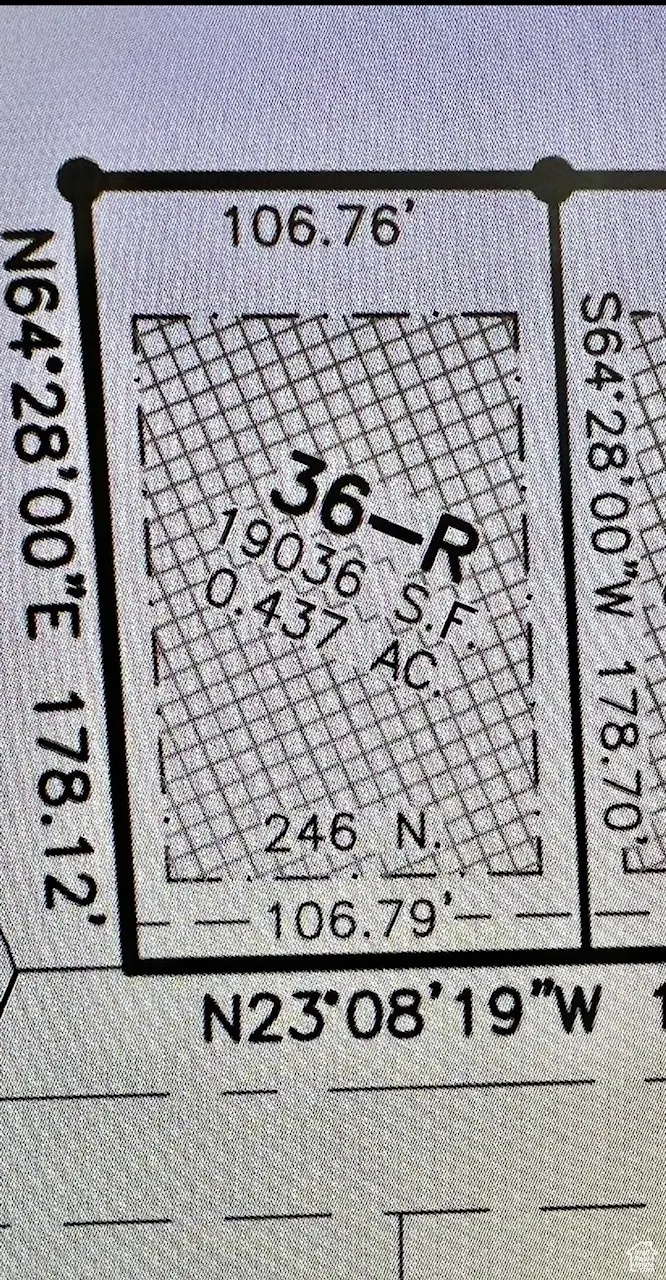 106.76'
N64°28'00"E 178.12'
S64°28'00"W 178.70'
36-R
19036 S.F.
0.437 AC.
246 N.
106.79'
N23°08'19"W 1